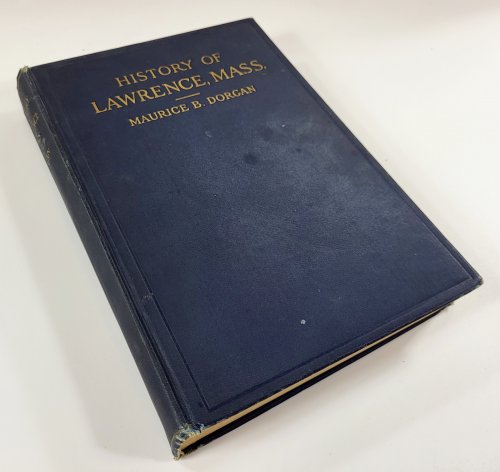 HISTORY OF
LAWRENCE, MASS.
MAURICE B. DORGAN